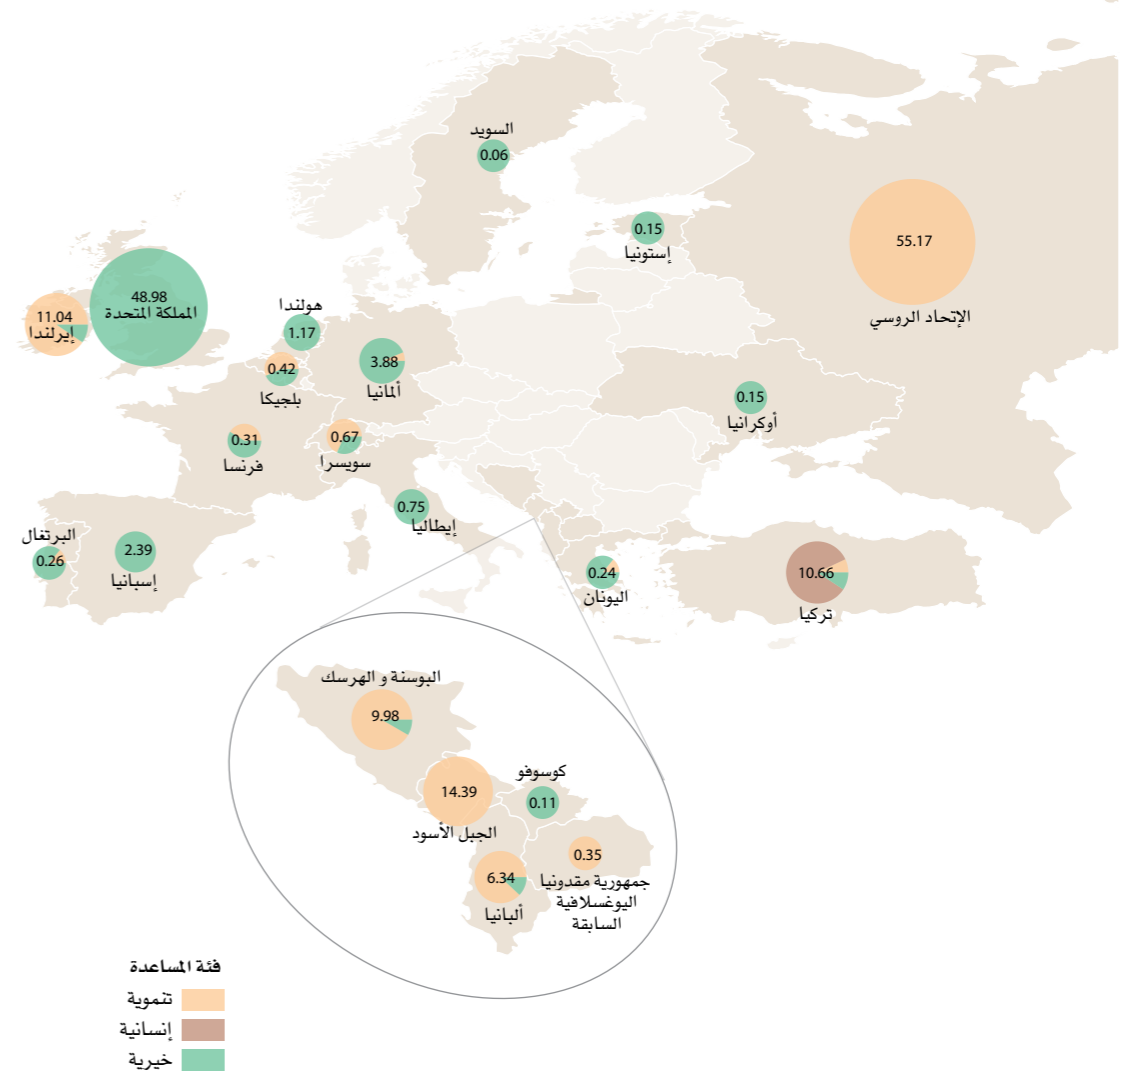 السويد
0.06
0.15
إستونيا
55.17
الإتحاد الروسي
48.98
المملكة المتحدة
11.04
إيرلندا
هولندا
1.17
3.88
ألمانيا
0.42
بلجيكا
0.15
أوكرانيا
0.31
فرنسا
0.67
سويسرا
0.75
إيطاليا
البرتغال
0.26
2.39
إسبانيا
0.24
اليونان
10.66
تركيا
البوسنة و الهرسك
9.98
كوسوفو
0.11
14.39
الجبل الأسود
0.35
جمهورية مقدونيا
اليوغسلافية
السابقة
6.34
ألبانيا
فئة المساعدة
تنموية
إنسانية
خيرية